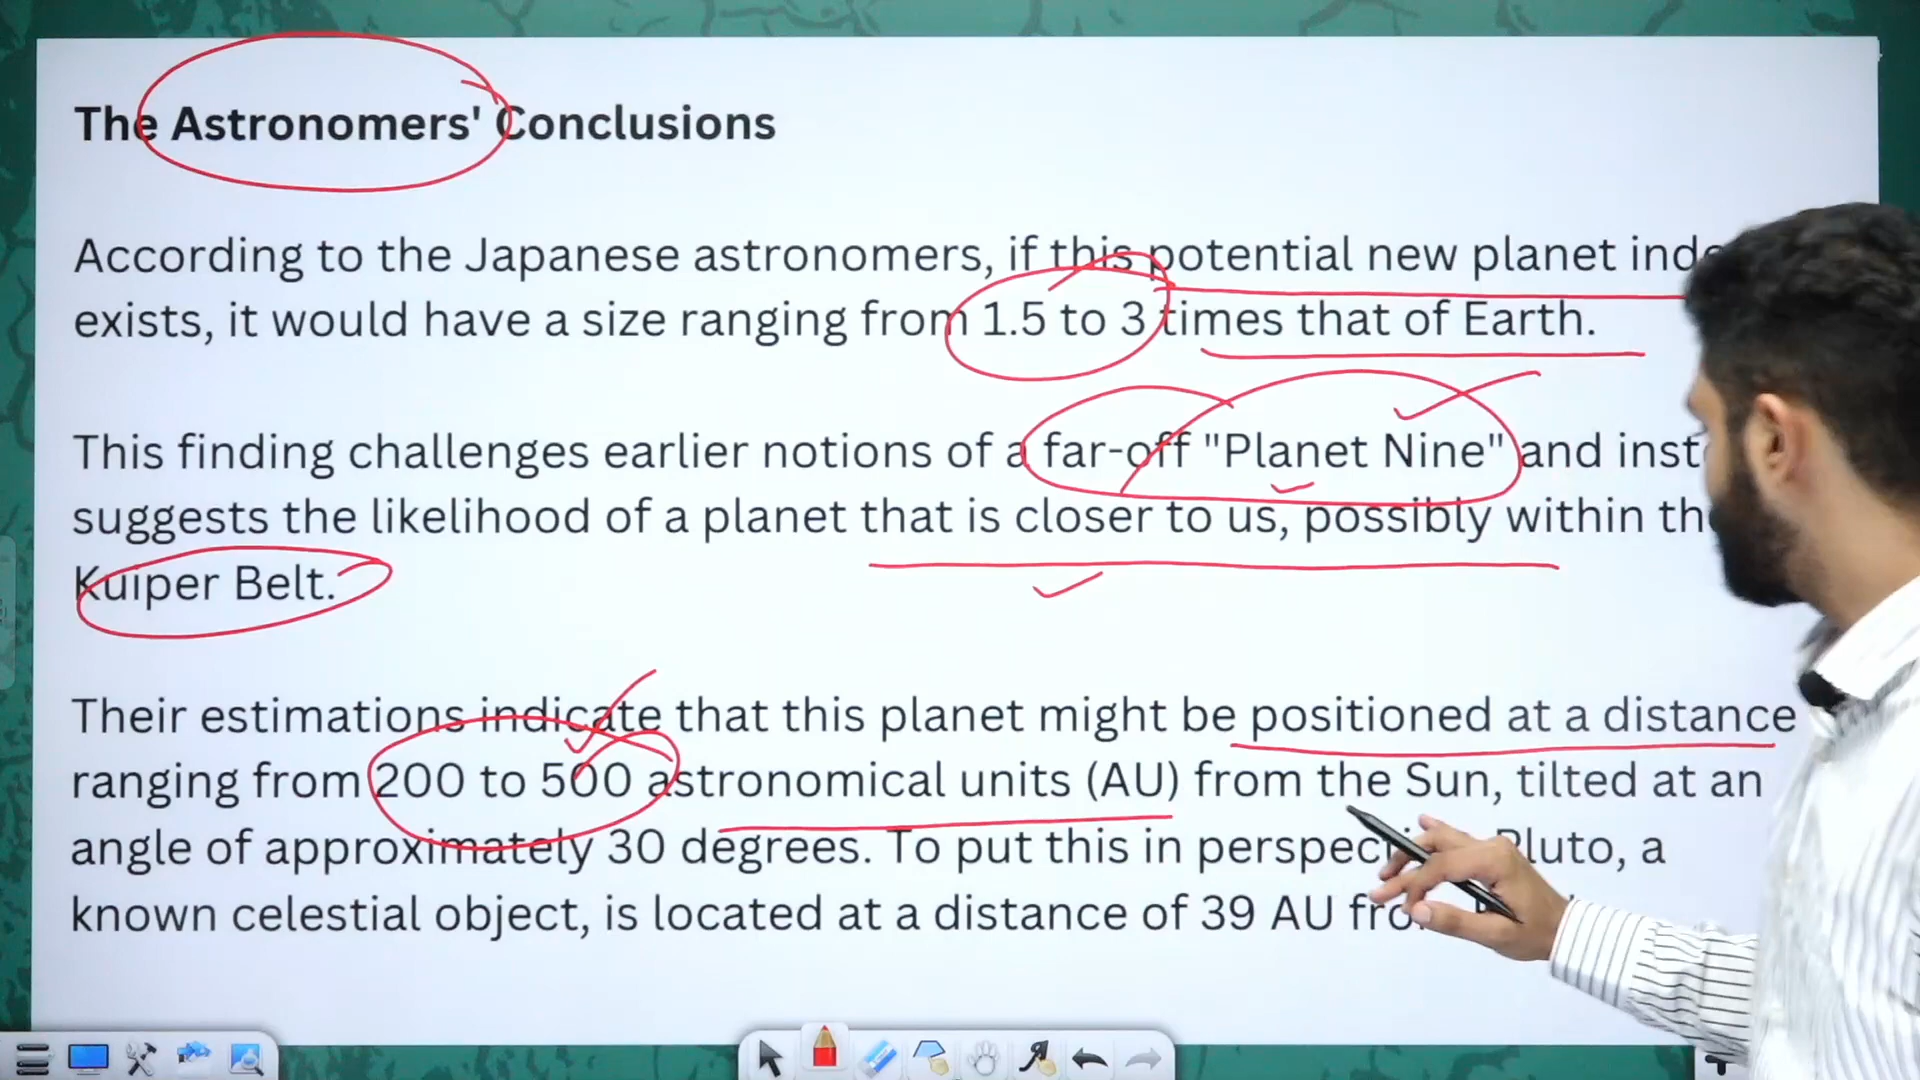 The Astronomers' Conclusions
According to the Japanese astronomers, if this potential new planet
exists, it would have a size ranging from 1.5 to 3 times that of Earth.
This finding challenges earlier notions of a far-off "Planet Nine" and
suggests the likelihood of a planet that is closer to us, possibly within
Kuiper Belt.
Their estimations indicate that this planet might be positioned at a distance
ranging from 200 to 500 astronomical units (AU) from the Sun, tilted at an
angle of approximately 30 degrees. To put this in Pluto, a
known celestial object, is located at a distance of 39 AU